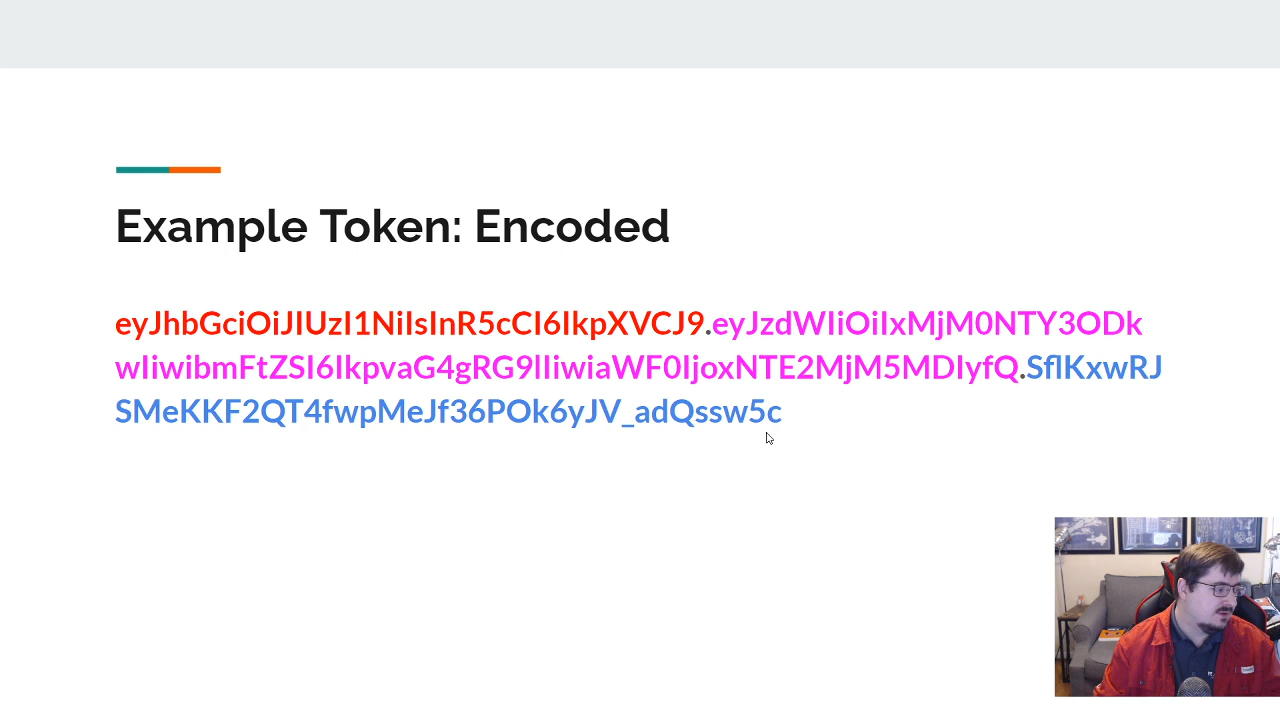 Example Token: Encoded
eyJhbGciOiJIUzI1NiIsInR5cCI6IkpXVCJ9.eyJzdWIiOiIxMjM0NTY3ODk
wIiwibmFtZSI6IkpvaG4gRG9lIiwiaWF0IjoxNTE2MjM5MDIyfQ.SflKxwRJ
SMeKKF2QT4fwpMeJf36POk6yJV_adQssw5c